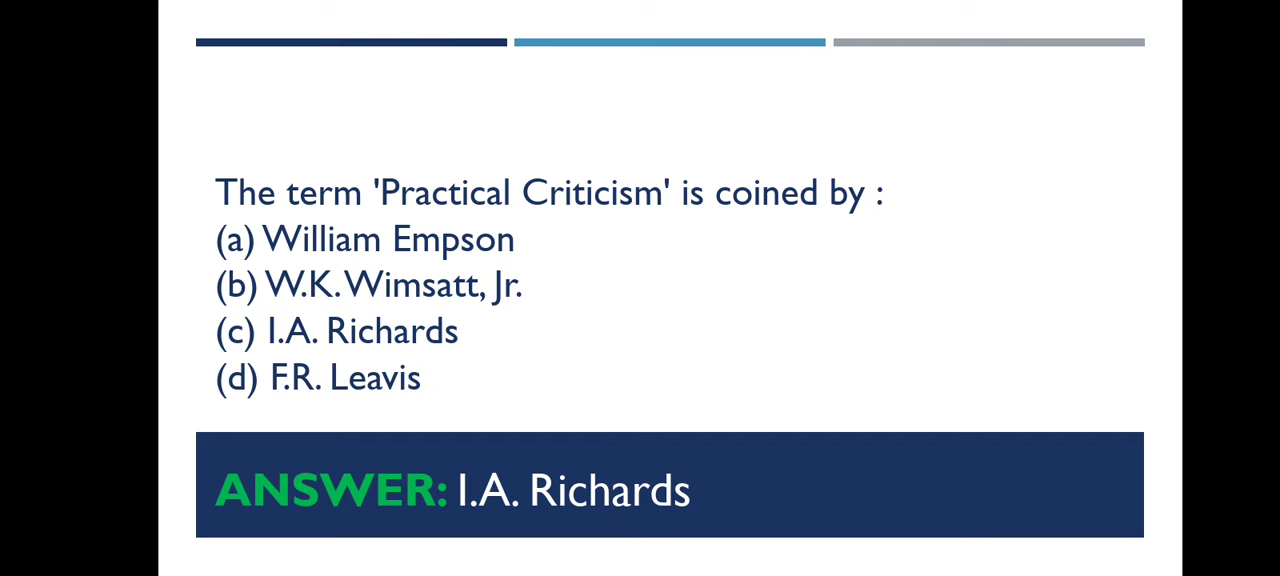 The term 'Practical Criticism' is coined by :
(a) William Empson
(b) W.K. Wimsatt, Jr.
(c) I.A. Richards
(d) F.R. Leavis
ANSWER: I.A. Richards